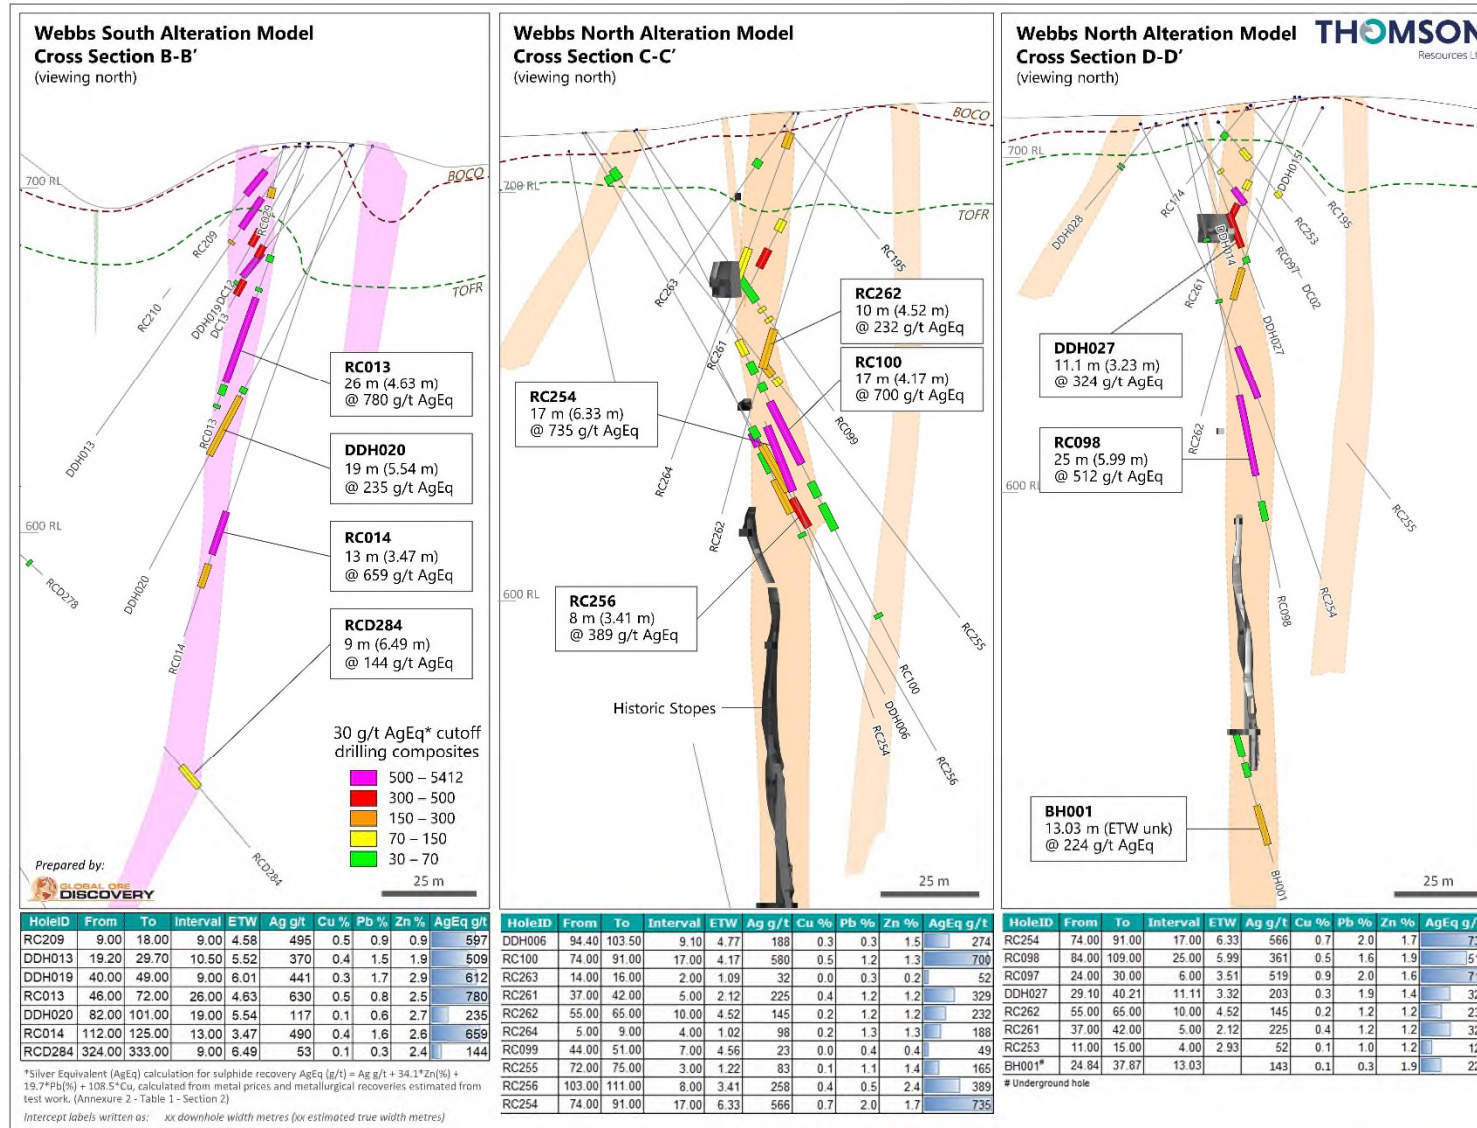 Webbs South Alteration Model
Cross Section B-B'
(viewing north)
BOCO
700 RL
TOFR
RC209
RC029
RC210
DDH019
DC12
DC13
DDH013
RC013
RC013
26 m (4.63 m)
@ 780 g/t AgEq
DDH020
19 m (5.54 m)
@ 235 g/t AgEq
600 RL
RC014
13 m (3.47 m)
@ 659 g/t AgEq
RCD278
DDH020
RC014
RCD284
9 m (6.49 m)
@ 144 g/t AgEq
30 g/t AgEq* cutoff
drilling composites
500 – 5412
300 – 500
150 – 300
70 – 150
30 – 70
RCD284
Prepared by:
GLOBAL ORE
DISCOVERY
25 m
HoleID From To Interval ETW Ag g/t Cu % Pb % Zn % AgEq g/t
RC209 9.00 18.00 9.00 4.58 495 0.5 0.9 0.9 597
DDH013 19.20 29.70 10.50 5.52 370 0.4 1.5 1.9 509
DDH019 40.00 49.00 9.00 6.01 441 0.3 1.7 2.9 612
RC013 46.00 72.00 26.00 4.63 630 0.5 0.8 2.5 780
DDH020 82.00 101.00 19.00 5.54 117 0.1 0.6 2.7 235
RC014 112.00 125.00 13.00 3.47 490 0.4 1.6 2.6 659
RCD284 324.00 333.00 9.00 6.49 53 0.1 0.3 2.4 144
*Silver Equivalent (AgEq) calculation for sulphide recovery AgEq (g/t) = Ag g/t + 34.1*Zn(%) +
19.7*Pb(%) + 108.5*Cu, calculated from metal prices and metallurgical recoveries estimated from
test work. (Annexure 2 - Table 1 - Section 2)
Intercept labels written as: xx downhole width metres (xx estimated true width metres)
Webbs North Alteration Model
Cross Section C-C'
(viewing north)
BOCO
700 RL
TOFR
RC195
RC263
RC262
10 m (4.52 m)
@ 232 g/t AgEq
RC261
RC100
17 m (4.17 m)
@ 700 g/t AgEq
RC254
17 m (6.33 m)
@ 735 g/t AgEq
RC099
RC264
RC262
RC256
8 m (3.41 m)
@ 389 g/t AgEq
600 RL
RC255
RC100
Historic Stopes
DDH006
RC254
RC256
25 m
HoleID From To Interval ETW Ag g/t Cu % Pb % Zn % AgEq g/t
DDH006 94.40 103.50 9.10 4.77 188 0.3 0.3 1.5 274
RC100 74.00 91.00 17.00 4.17 580 0.5 1.2 1.3 700
RC263 14.00 16.00 2.00 1.09 32 0.0 0.3 0.2 52
RC261 37.00 42.00 5.00 2.12 225 0.4 1.2 1.2 329
RC262 55.00 65.00 10.00 4.52 145 0.2 1.2 1.2 232
RC264 5.00 9.00 4.00 1.02 98 0.2 1.3 1.3 188
RC099 44.00 51.00 7.00 4.56 23 0.0 0.4 0.4 49
RC255 72.00 75.00 3.00 1.22 83 0.1 1.1 1.4 165
RC256 103.00 111.00 8.00 3.41 258 0.4 0.5 2.4 389
RC254 74.00 91.00 17.00 6.33 566 0.7 2.0 1.7 735
Webbs North Alteration Model
Cross Section D-D'
(viewing north)
THOMSON
Resources Lt
BOCO
700 RL
TOFR
DDH015
RC174
RC195
DDH028
RC253
DDH014
RC097
RC261
DC02
DDH027
DDH027
11.1 m (3.23 m)
@ 324 g/t AgEq
RC262
RC098
25 m (5.99 m)
@ 512 g/t AgEq
600 RL
RC255
RC098
RC254
BH001
13.03 m (ETW unk)
@ 224 g/t AgEq
BH001
25 m
HoleID From To Interval ETW Ag g/t Cu % Pb % Zn % AgEq g/t
RC254 74.00 91.00 17.00 6.33 566 0.7 2.0 1.7
RC098 84.00 109.00 25.00 5.99 361 0.5 1.6 1.9
RC097 24.00 30.00 6.00 3.51 519 0.9 2.0 1.6
DDH027 29.10 40.21 11.11 3.32 203 0.3 1.9 1.4
RC262 55.00 65.00 10.00 4.52 145 0.2 1.2 1.2
RC261 37.00 42.00 5.00 2.12 225 0.4 1.2 1.2
RC253 11.00 15.00 4.00 2.93 52 0.1 1.0 1.2
BH001# 24.84 37.87 13.03 143 0.1 0.3 1.9
# Underground hole